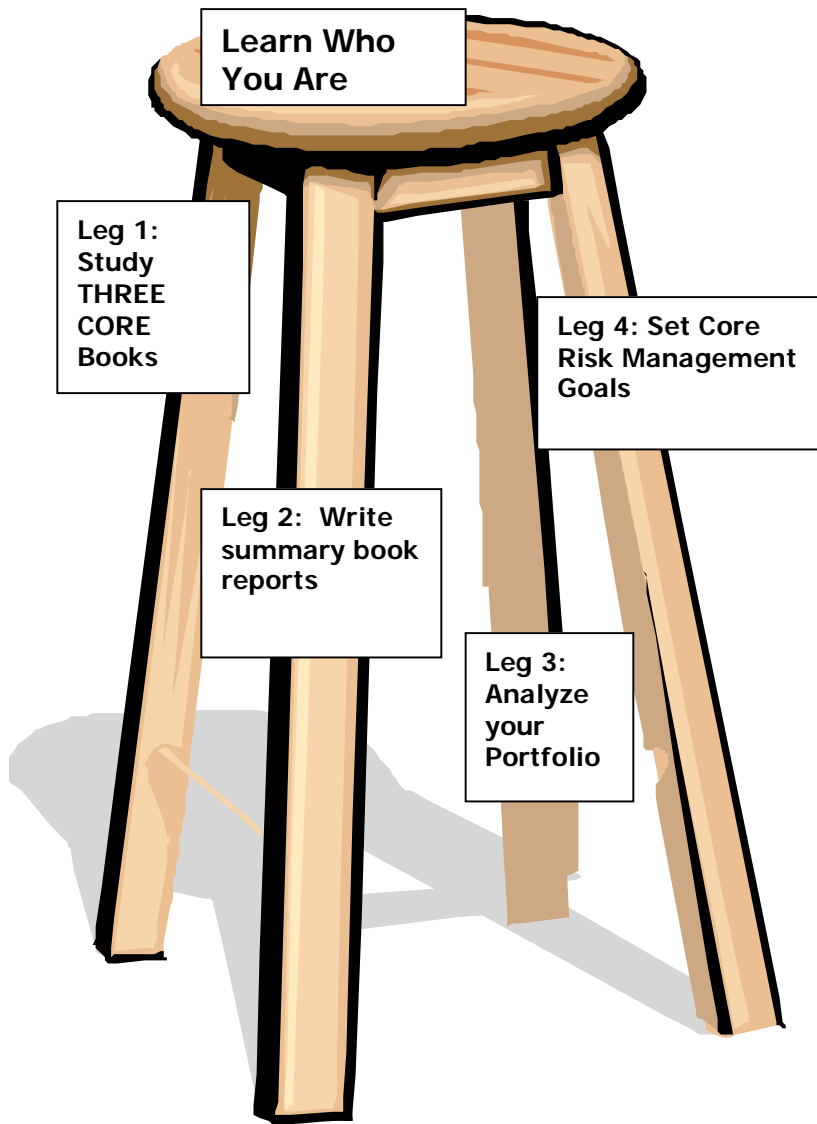 Learn Who
You Are
Leg 1:
Study
THREE
CORE
Books
Leg 4: Set Core
Risk Management
Goals
Leg 2:  Write
summary book
reports
Leg 3:
Analyze
your
Portfolio